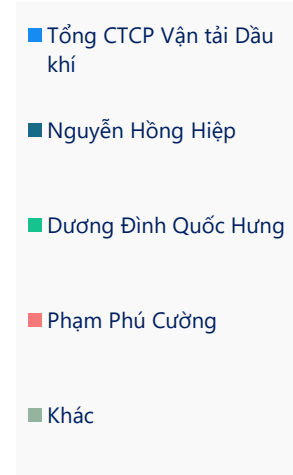 Tổng CTCP Vận tải Dầu
khí
Nguyễn Hồng Hiệp
Dương Đình Quốc Hưng
Phạm Phú Cường
Khác